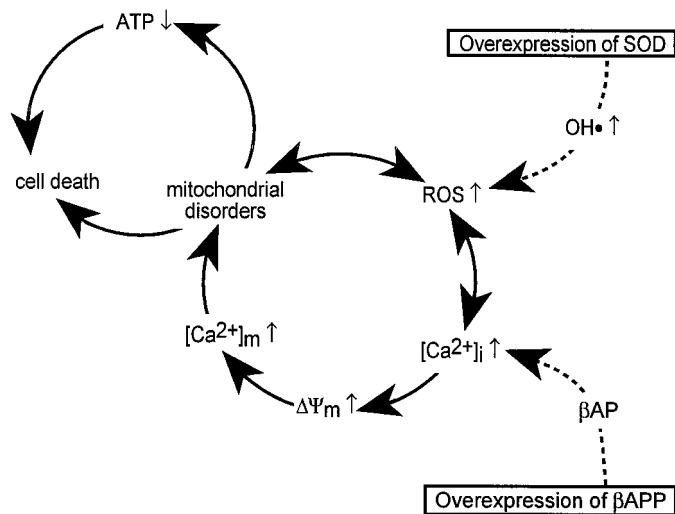 ATP ↓
Overexpression of SOD
OH• ↑
cell death
mitochondrial
disorders
ROS ↑
[Ca2+]m ↑
[Ca2+]i ↑
ΔΨm ↑
βAP
Overexpression of βAPP